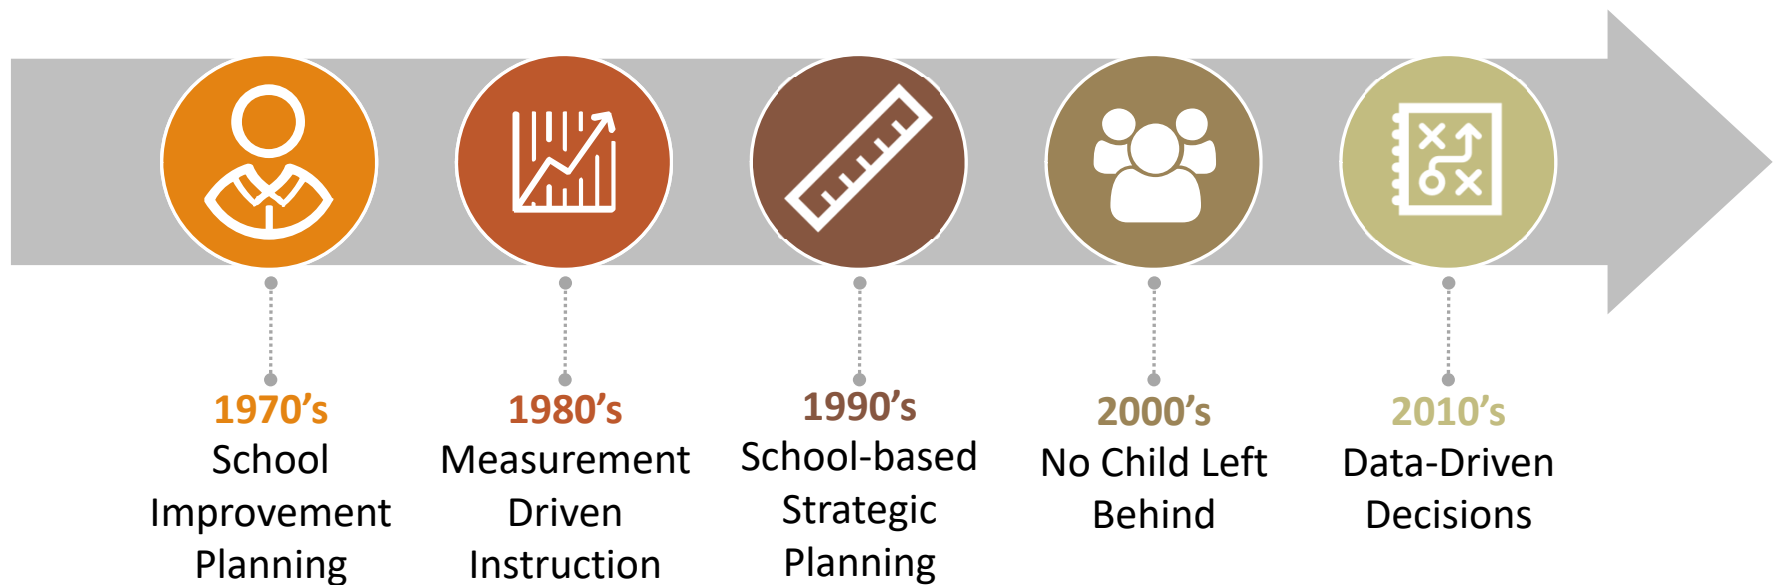 1970’s
School
Improvement
Planning
1980’s
Measurement
Driven
Instruction
1990’s
School-based
Strategic
Planning
2000’s
No Child Left
Behind
2010’s
Data-Driven
Decisions